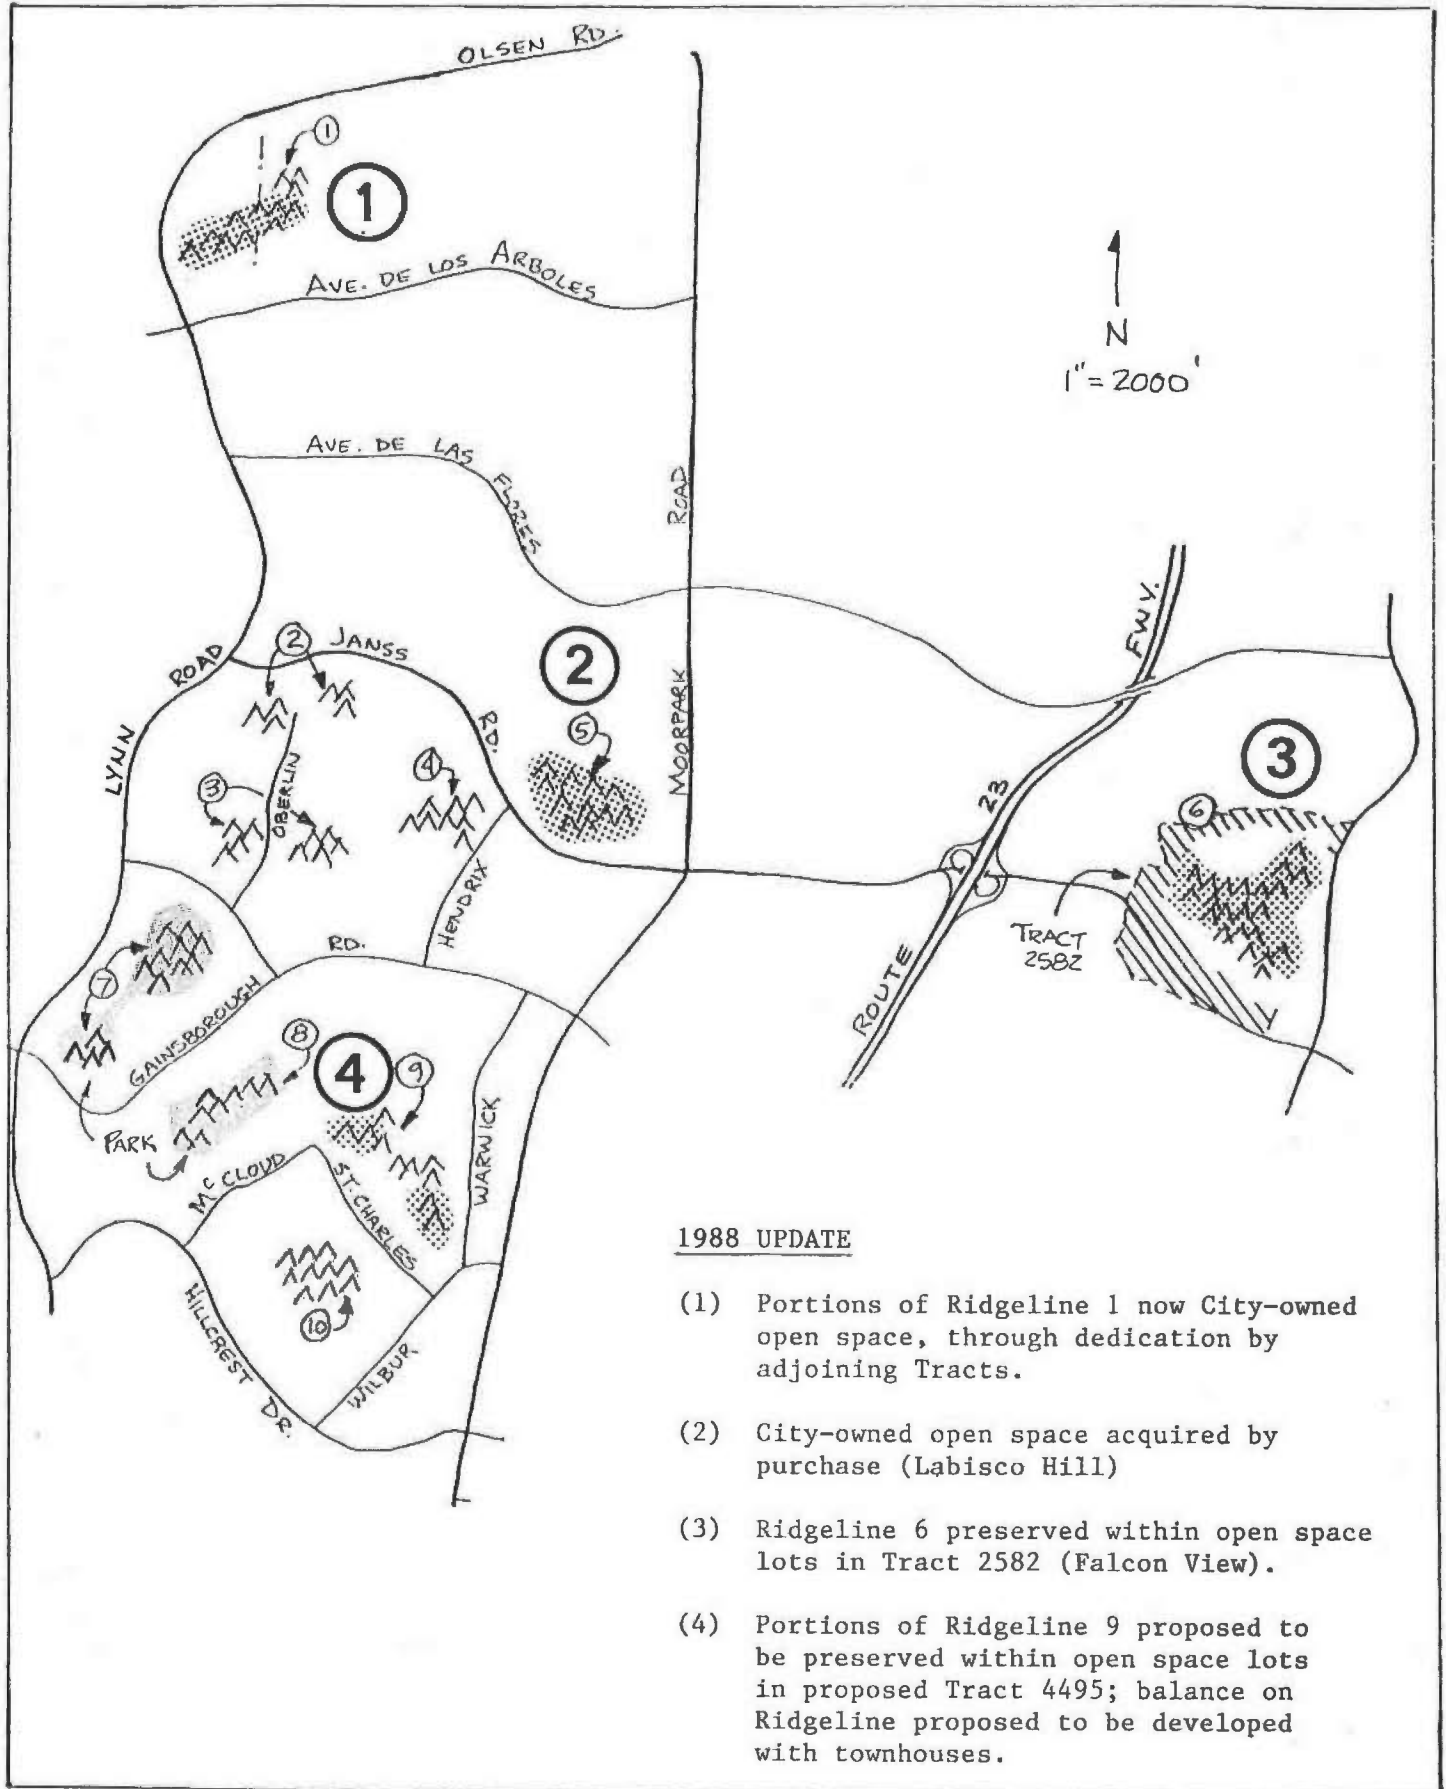 OLSEN RD.
1
1
AVE. DE LOS ARBOLES
N
1"= 2000'
AVE. DE LAS FLORES
ROAD
FWY.
2
JANSS
2
ROAD
RD.
5
MOORPARK
3
LYNN
OBERLIN
4
3
23
6
HENDRIX
RD.
TRACT
2582
7
ROUTE
GAINSBOROUGH
8
4
9
WARWICK
PARK
McCLOUD
ST. CHARLES
HILLCREST DR.
10
WILBUR
1988 UPDATE
(1) Portions of Ridgeline 1 now City-owned
open space, through dedication by
adjoining Tracts.
(2) City-owned open space acquired by
purchase (Labisco Hill)
(3) Ridgeline 6 preserved within open space
lots in Tract 2582 (Falcon View).
(4) Portions of Ridgeline 9 proposed to
be preserved within open space lots
in proposed Tract 4495; balance on
Ridgeline proposed to be developed
with townhouses.